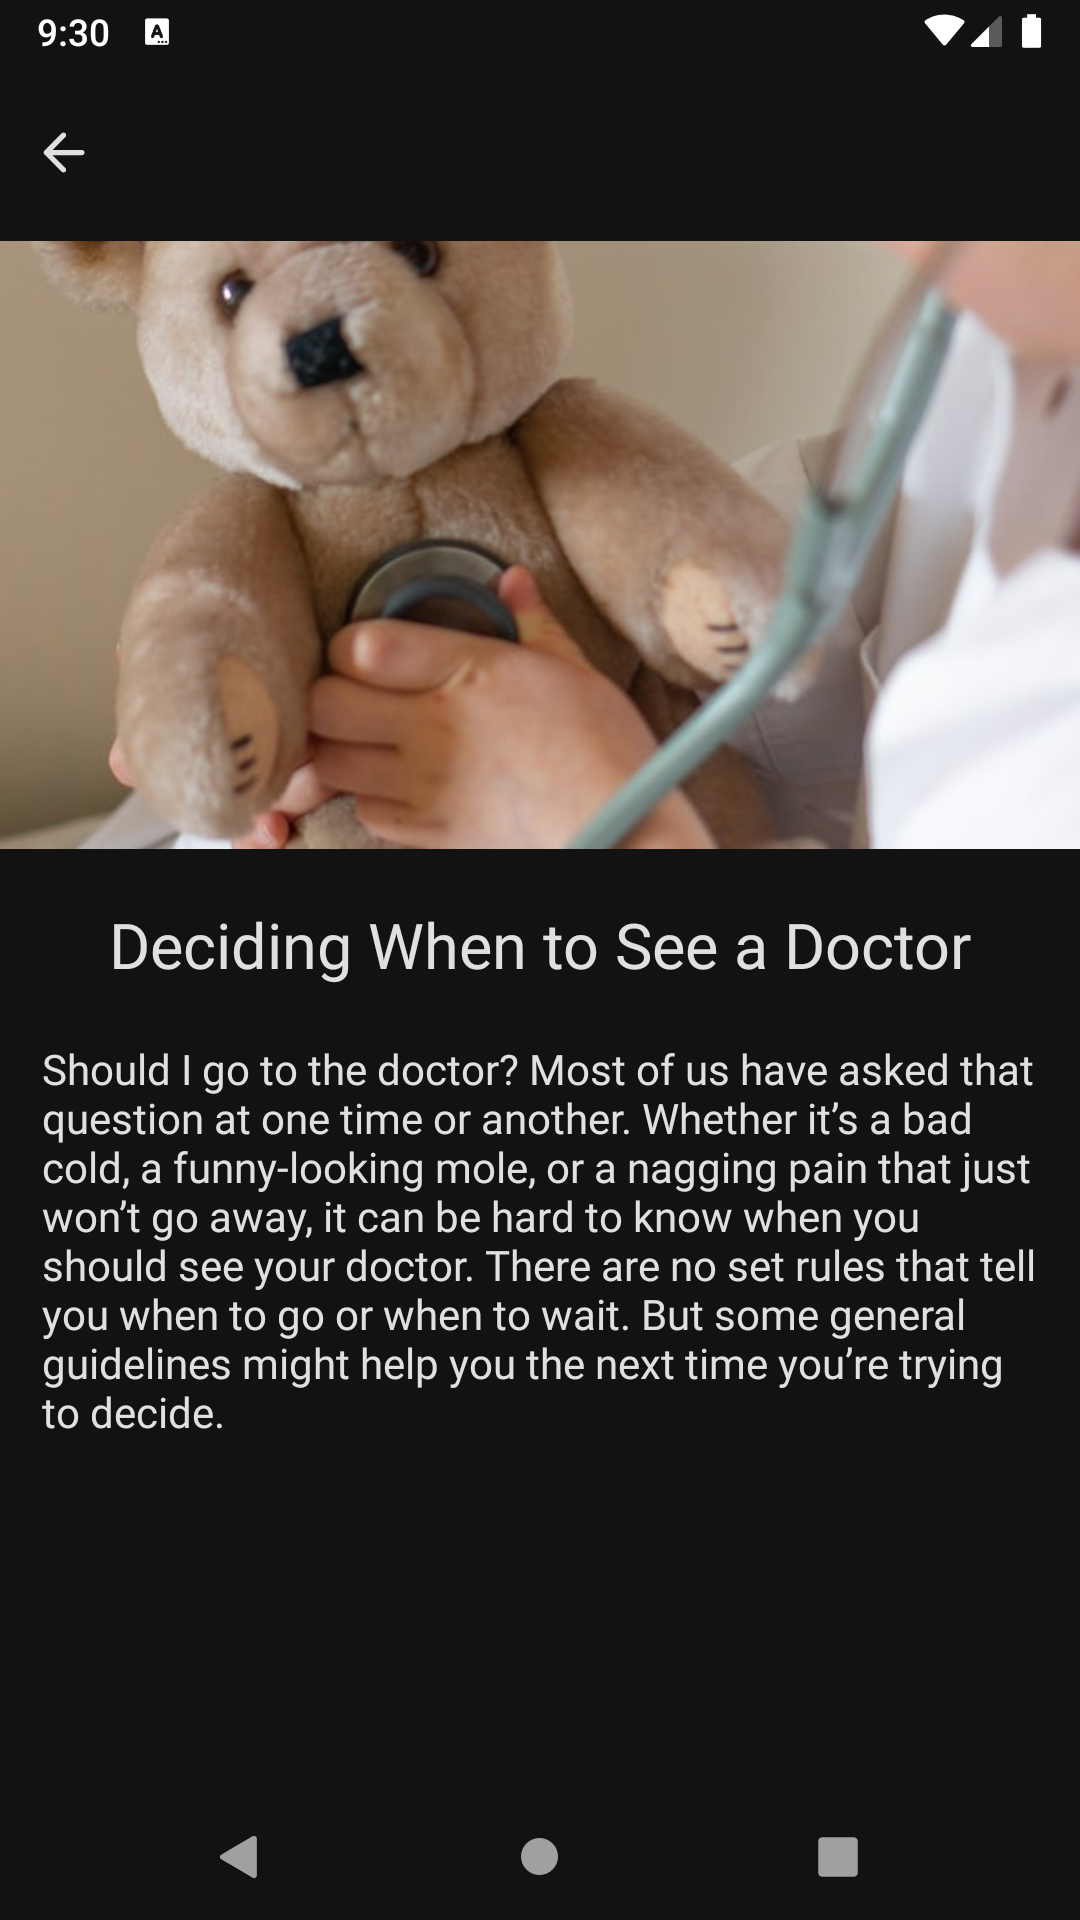 9:30
Deciding When to See a Doctor
Should I go to the doctor? Most of us have asked that
question at one time or another. Whether it’s a bad
cold, a funny-looking mole, or a nagging pain that just
won’t go away, it can be hard to know when you
should see your doctor. There are no set rules that tell
you when to go or when to wait. But some general
guidelines might help you the next time you’re trying
to decide.